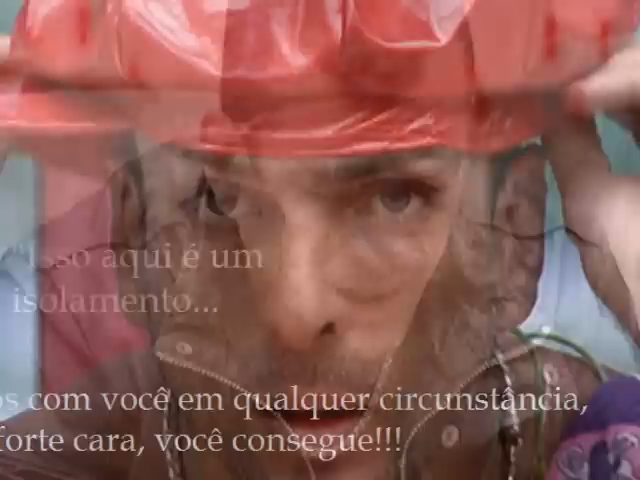 "Isso aqui é um
isolamento...
os com você em qualquer circunstância,
forte cara, você consegue!!!